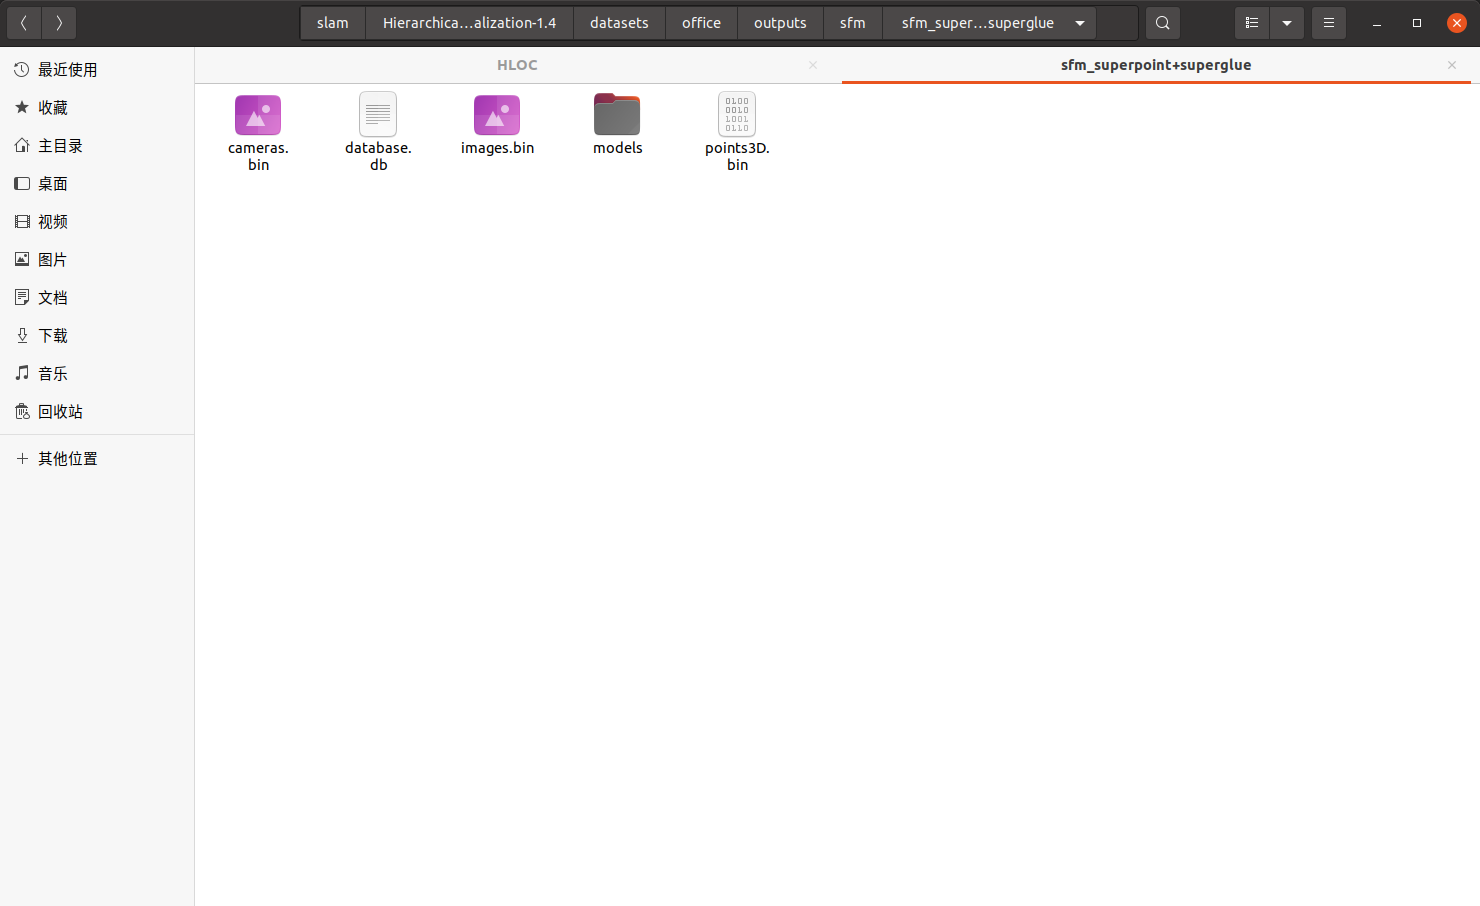 slam
Hierarchica...alization-1.4
datasets
office
outputs
sfm
sfm_super...superglue
HLOC
sfm_superpoint+superglue
最近使用
收藏
主目录
桌面
视频
图片
文档
下载
音乐
回收站
其他位置
cameras.
bin
database.
db
images.bin
models
0100
0010
1001
0110
points3D.
bin